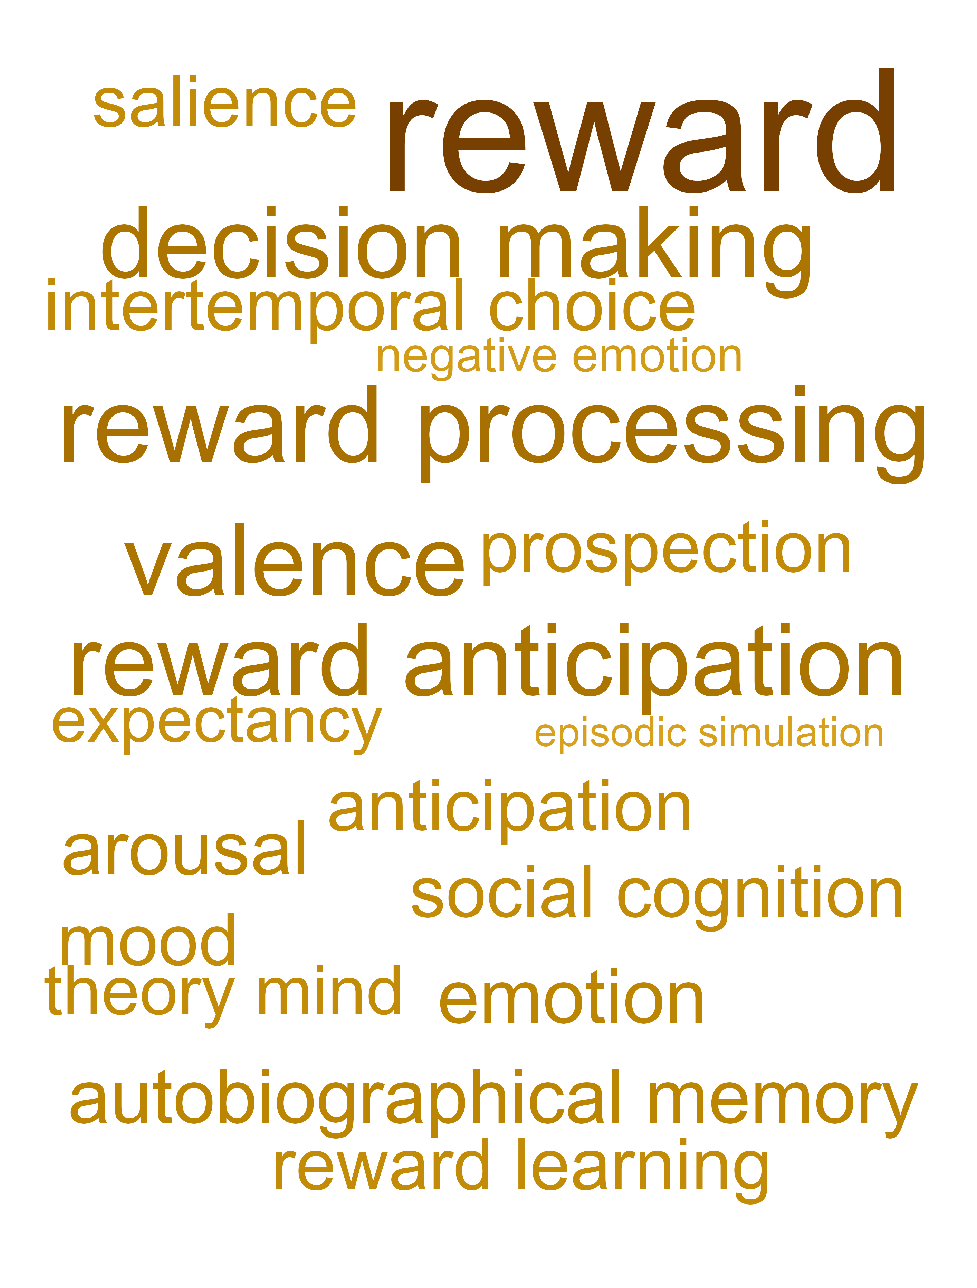 salience
reward
decision making
intertemporal choice
negative emotion
reward processing
valence
prospection
reward anticipation
expectancy
episodic simulation
anticipation
arousal
social cognition
mood
theory mind
emotion
autobiographical memory
reward learning